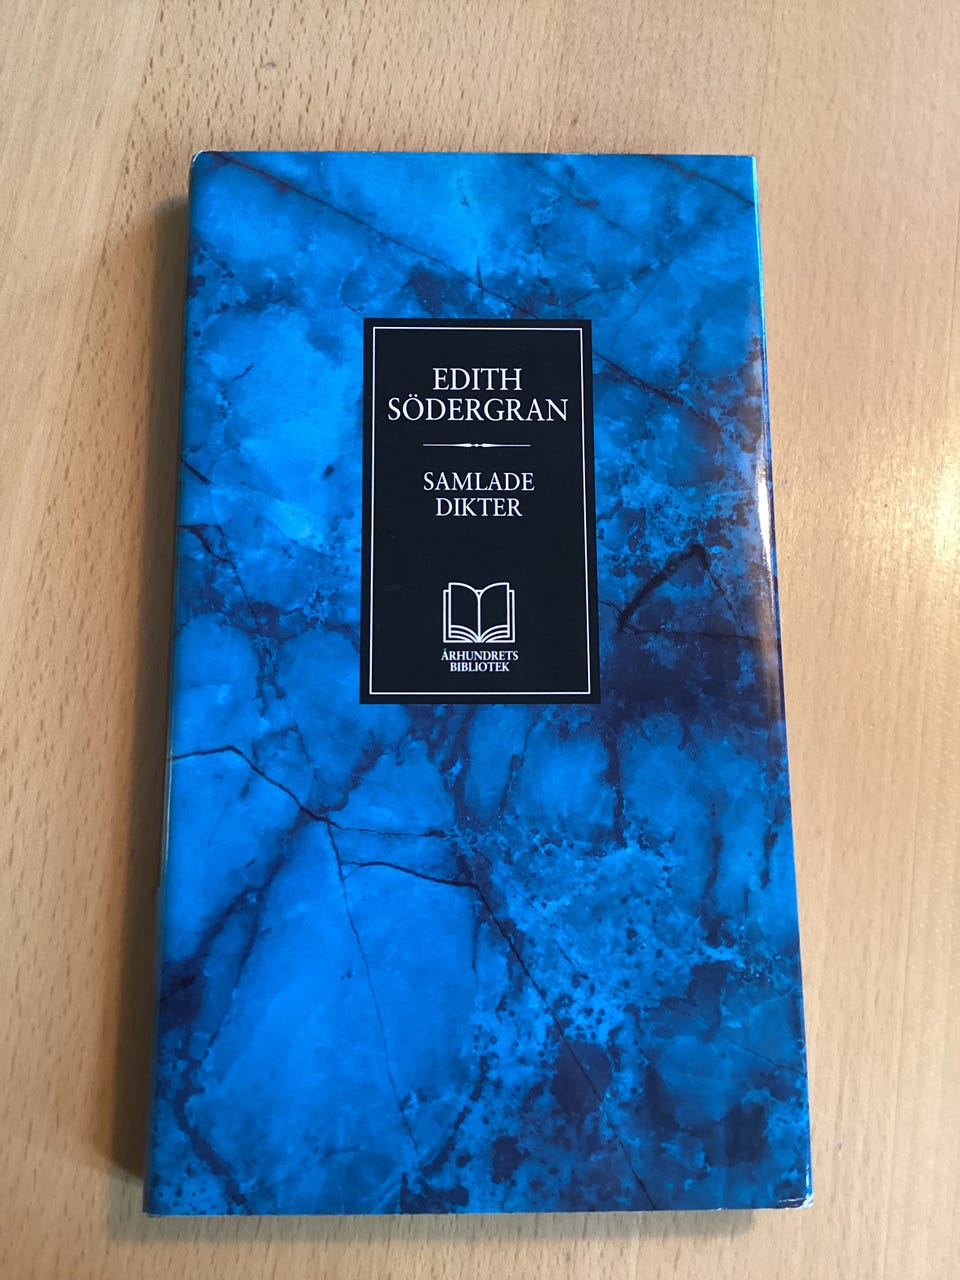 EDITH
SÖDERGRAN
SAMLADE
DIKTER
ÅRHUNDRETS
BIBLIOTEK